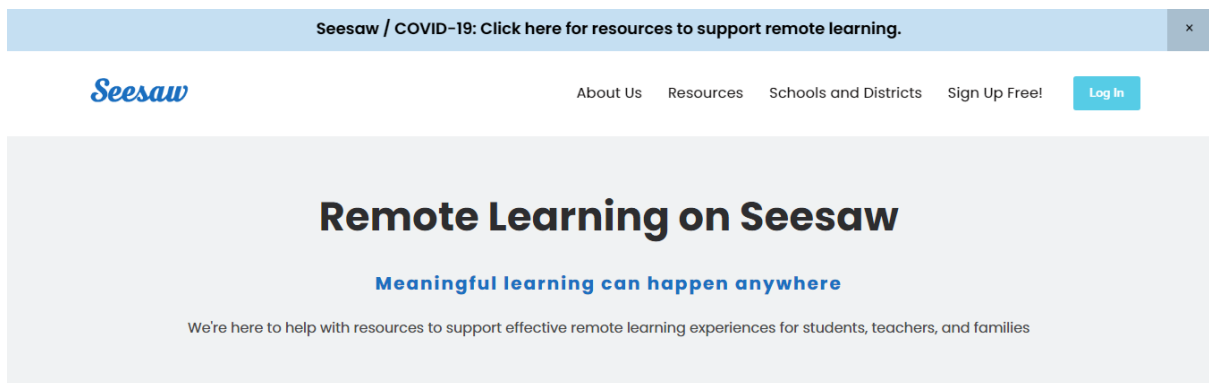 Seesaw / COVID-19: Click here for resources to support remote learning.
×
Seesaw
About Us Resources Schools and Districts Sign Up Free! Log In
Remote Learning on Seesaw
Meaningful learning can happen anywhere
We're here to help with resources to support effective remote learning experiences for students, teachers, and families